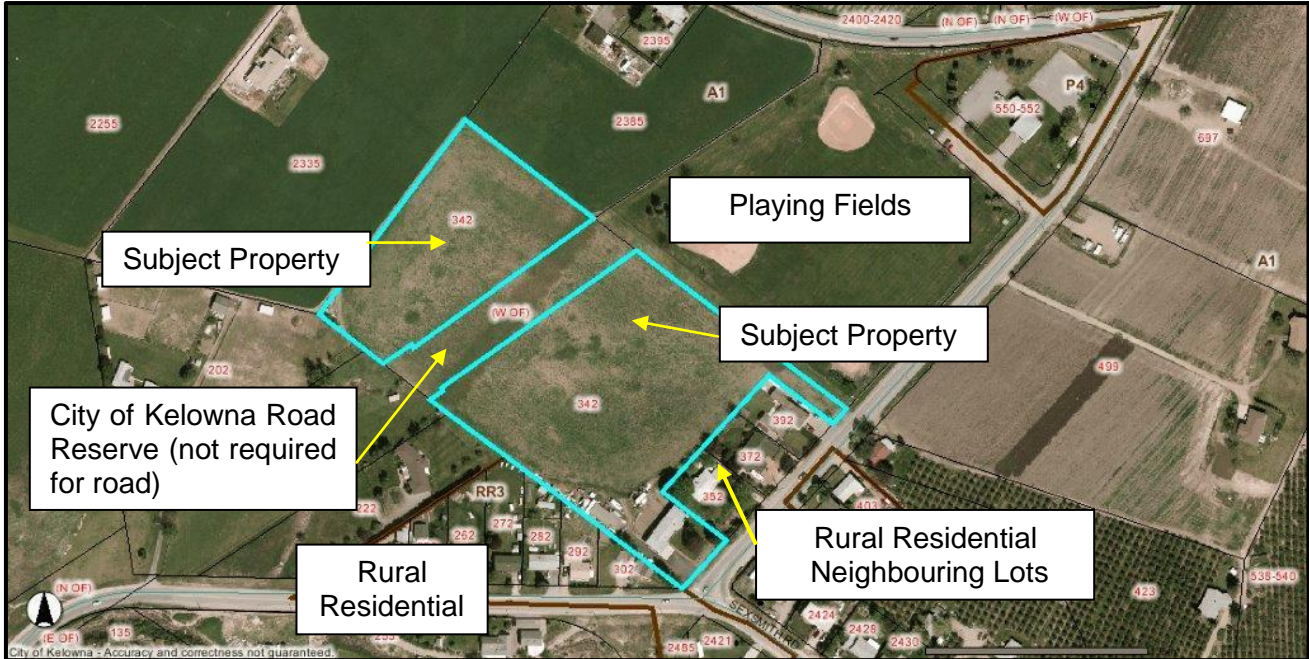 2400-2420
(N OF)
(N OF)
(W OF)
2395
P4
A1
550-552
2255
2385
697
2335
Playing Fields
342
Subject Property
A1
(W OF)
Subject Property
202
499
342
City of Kelowna Road
Reserve (not required
for road)
392
372
352
403
222
RR3
262
272
282
292
302
Rural Residential
Neighbouring Lots
Rural
Residential
(N OF)
423
538-540
SEXSMITH RD
2424
2428
2430
(E OF)
135
2485
2421
City of Kelowna - Accuracy and correctness not guaranteed.